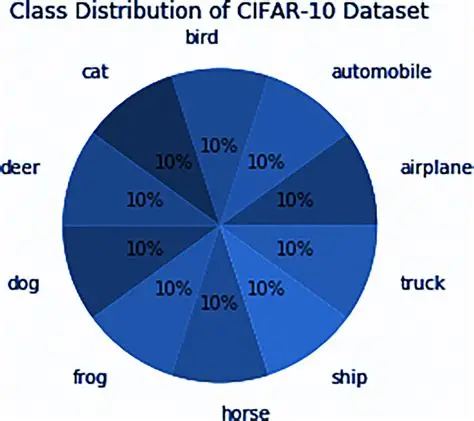 Class Distribution of CIFAR-10 Dataset
bird
cat
automobile
10%
10%
10%
deer
airplane
10%
10%
10%
10%
dog
truck
10%
10%
10%
frog
ship
horse